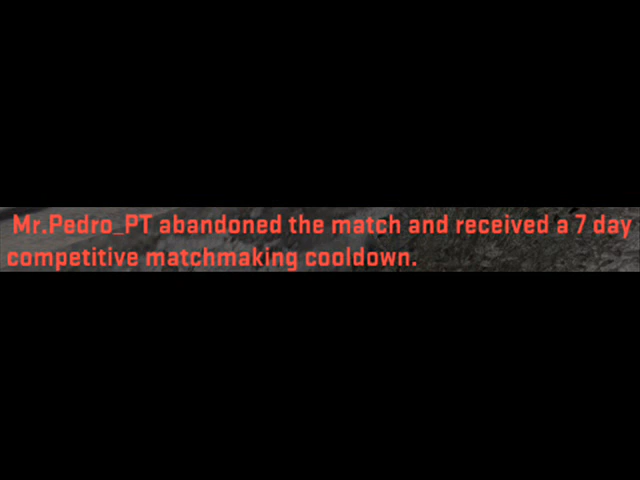 Mr.Pedro_PT abandoned the match and received a 7 day
competitive matchmaking cooldown.